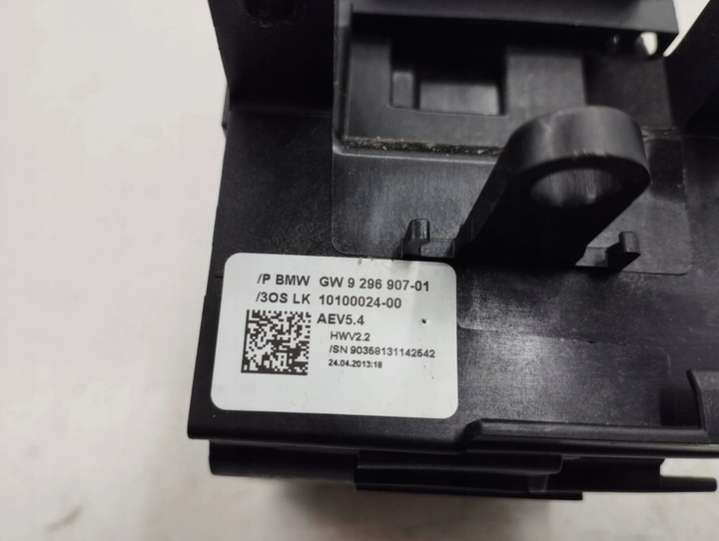 /P BMW GW 9 296 907-01
/3OS LK 10100024-00
AEV5.4
HWV2.2
/SN 90358131142542
24.04.2013:18